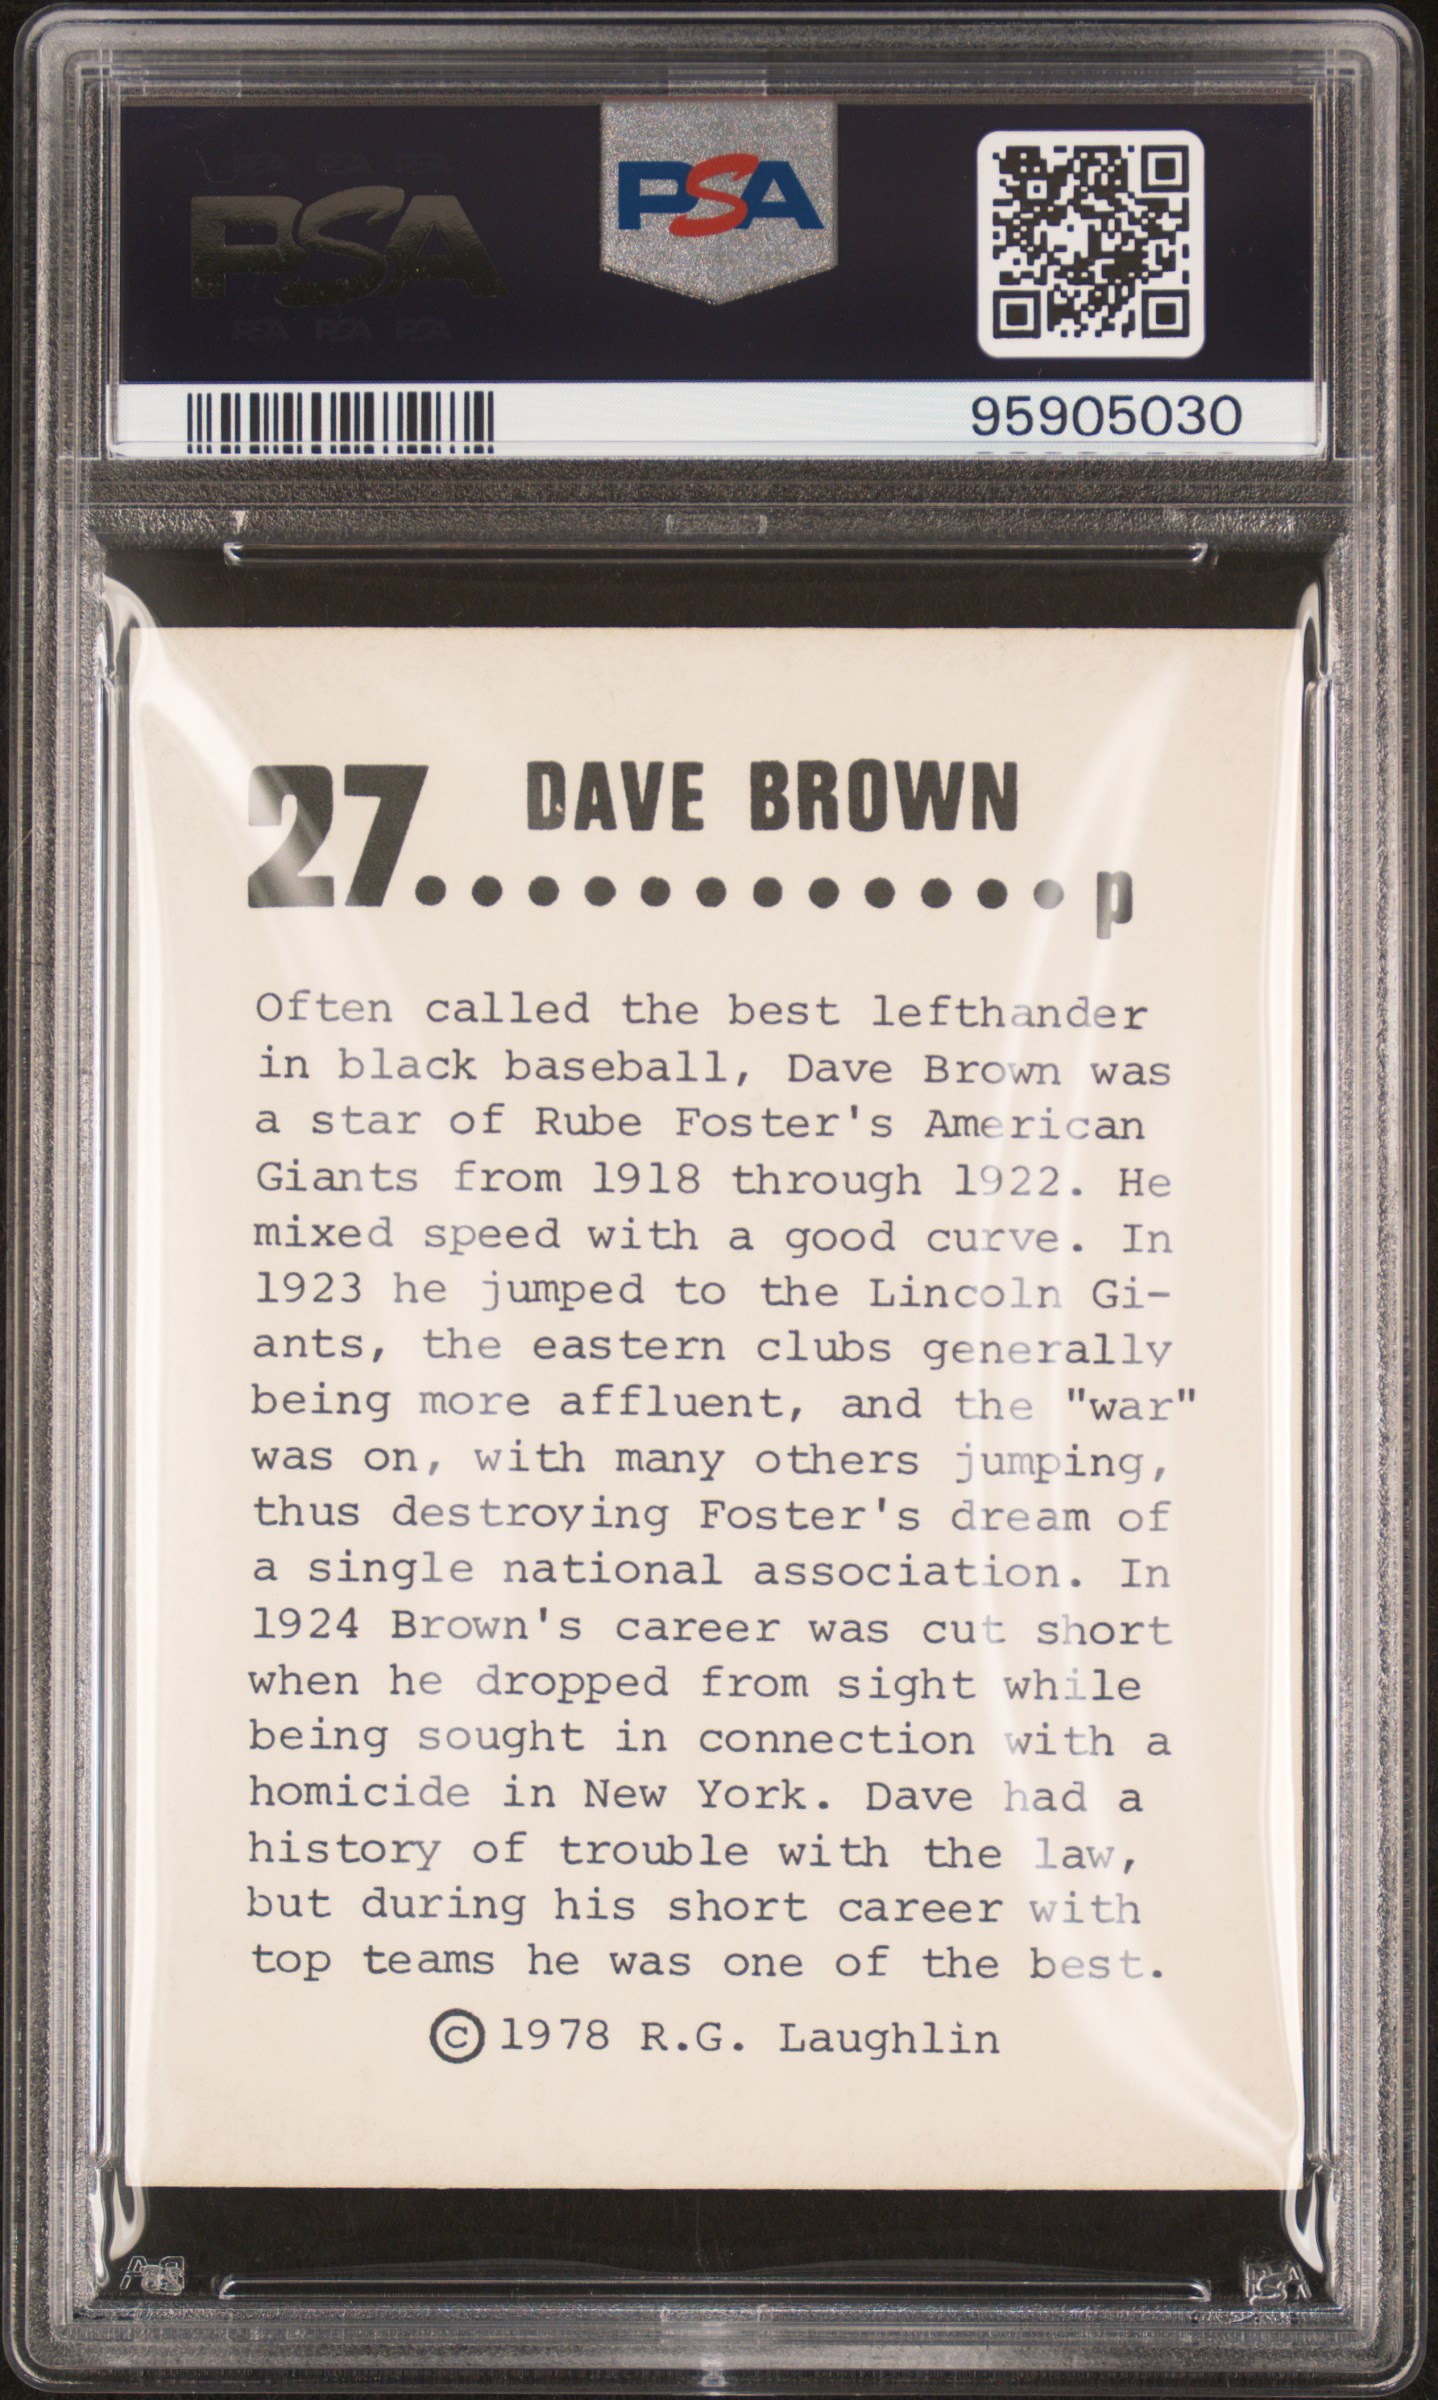 PSA
PSA
95905030
27 DAVE BROWN
.............p
Often called the best lefthander
in black baseball, Dave Brown was
a star of Rube Foster's American
Giants from 1918 through 1922. He
mixed speed with a good curve. In
1923 he jumped to the Lincoln Gi-
ants, the eastern clubs generally
being more affluent, and the "war"
was on, with many others jumping,
thus destroying Foster's dream of
a single national association. In
1924 Brown's career was cut short
when he dropped from sight while
being sought in connection with a
homicide in New York. Dave had a
history of trouble with the law,
but during his short career with
top teams he was one of the best.
©1978 R.G. Laughlin
PSA